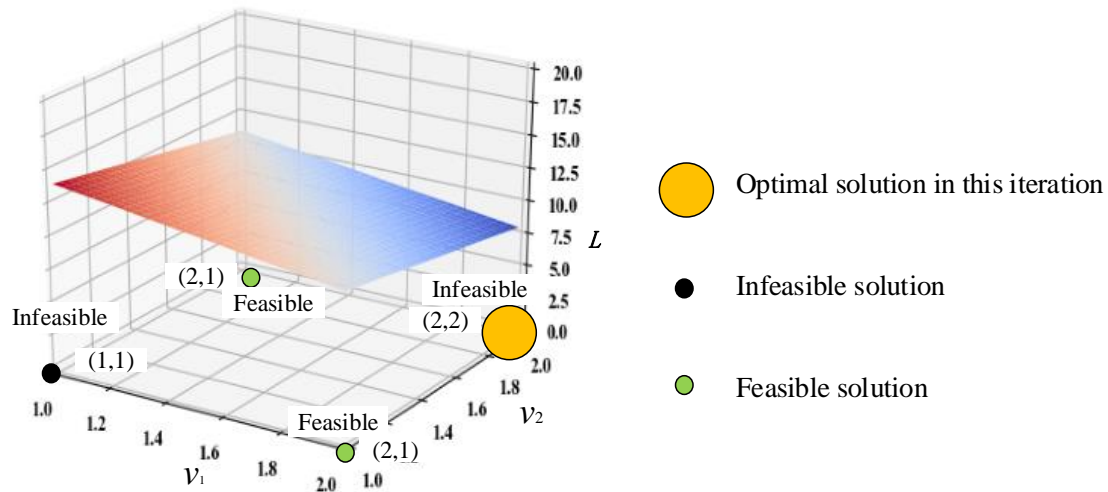 20.0
17.5
15.0
12.5
10.0
7.5
5.0
2.5
0.0
L
(2,1)
Feasible
Infeasible
(2,2)
Infeasible
(1,1)
Feasible
(2,1)
1.0
1.2
1.4
1.6
1.8
2.0
v₁
1.0
1.4
1.6
1.8
2.0
v₂
Optimal solution in this iteration
Infeasible solution
Feasible solution